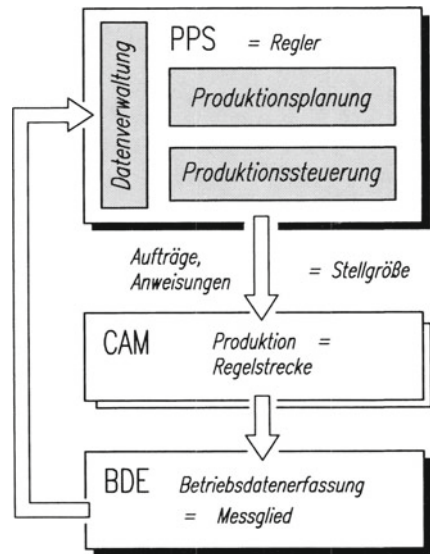 PPS = Regler
Datenverwaltung
Produktionsplanung
Produktionssteuerung
Aufträge,
Anweisungen
= Stellgröße
CAM Produktion =
Regelstrecke
BDE Betriebsdatenerfassung
= Messglied